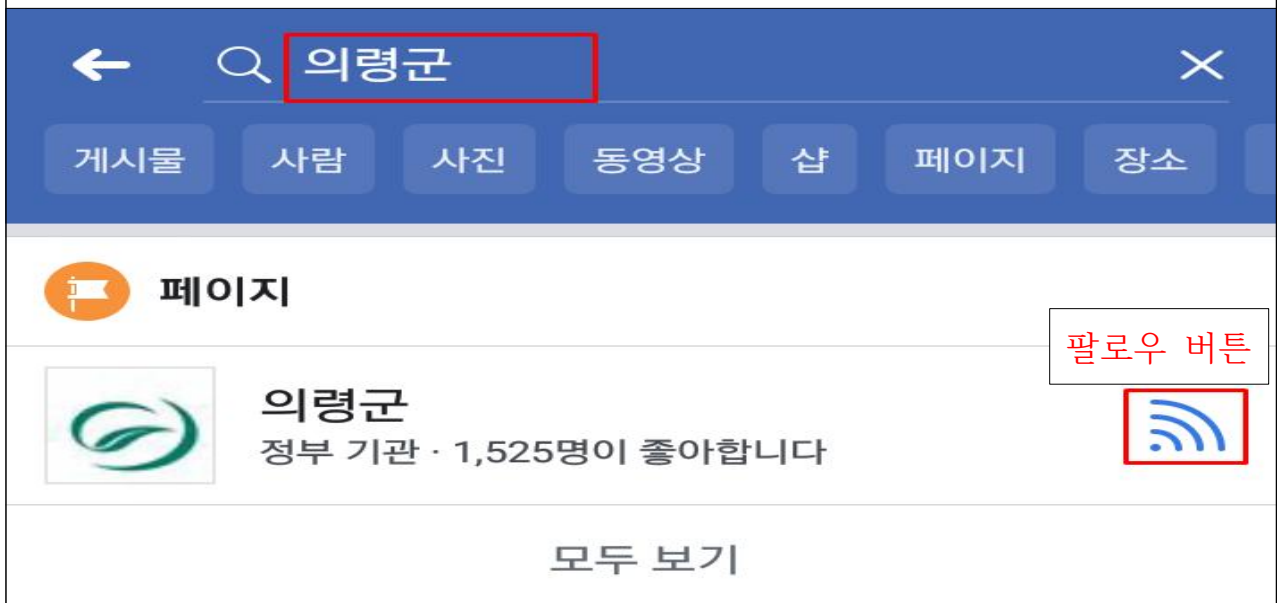 의령군
게시물 사람 사진 동영상 샵 페이지 장소
페이지
팔로우 버튼
의령군
정부 기관 · 1,525명이 좋아합니다
모두 보기